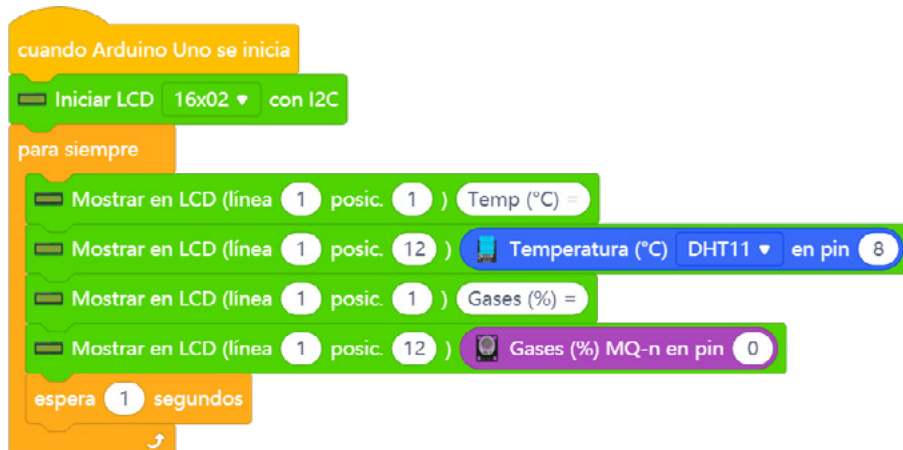 cuando Arduino Uno se inicia
Iniciar LCD 16x02 con I2C
para siempre
Mostrar en LCD (línea 1 posic. 1 ) Temp (°C) =
Mostrar en LCD (línea 1 posic. 12 ) Temperatura (°C) DHT11 en pin 8
Mostrar en LCD (línea 1 posic. 1 ) Gases (%) =
Mostrar en LCD (línea 1 posic. 12 ) Gases (%) MQ-n en pin 0
espera 1 segundos